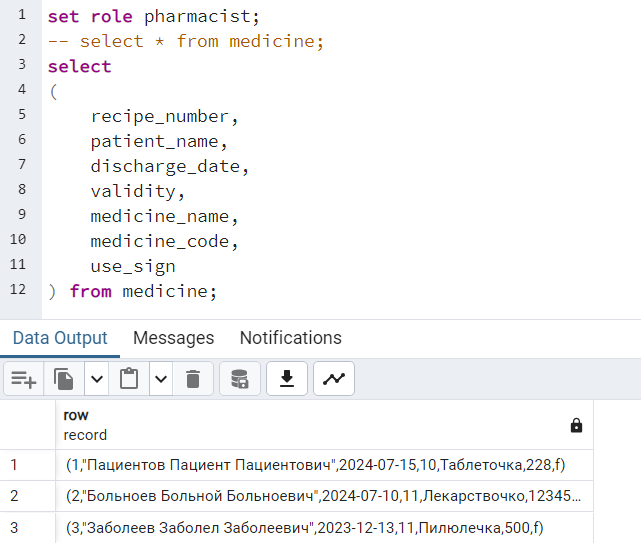 1 set role pharmacist;
2 -- select * from medicine;
3 select
4 (
5 recipe_number,
6 patient_name,
7 discharge_date,
8 validity,
9 medicine_name,
10 medicine_code,
11 use_sign
12 ) from medicine;
Data Output Messages Notifications
row
record
1 (1,"Пациентов Пациент Пациентович",2024-07-15,10,Таблеточка,228,f)
2 (2,"Больноев Больной Больноевич",2024-07-10,11,Лекарствочко,12345...
3 (3,"Заболеев Заболел Заболеевич",2023-12-13,11,Пилюлечка,500,f)